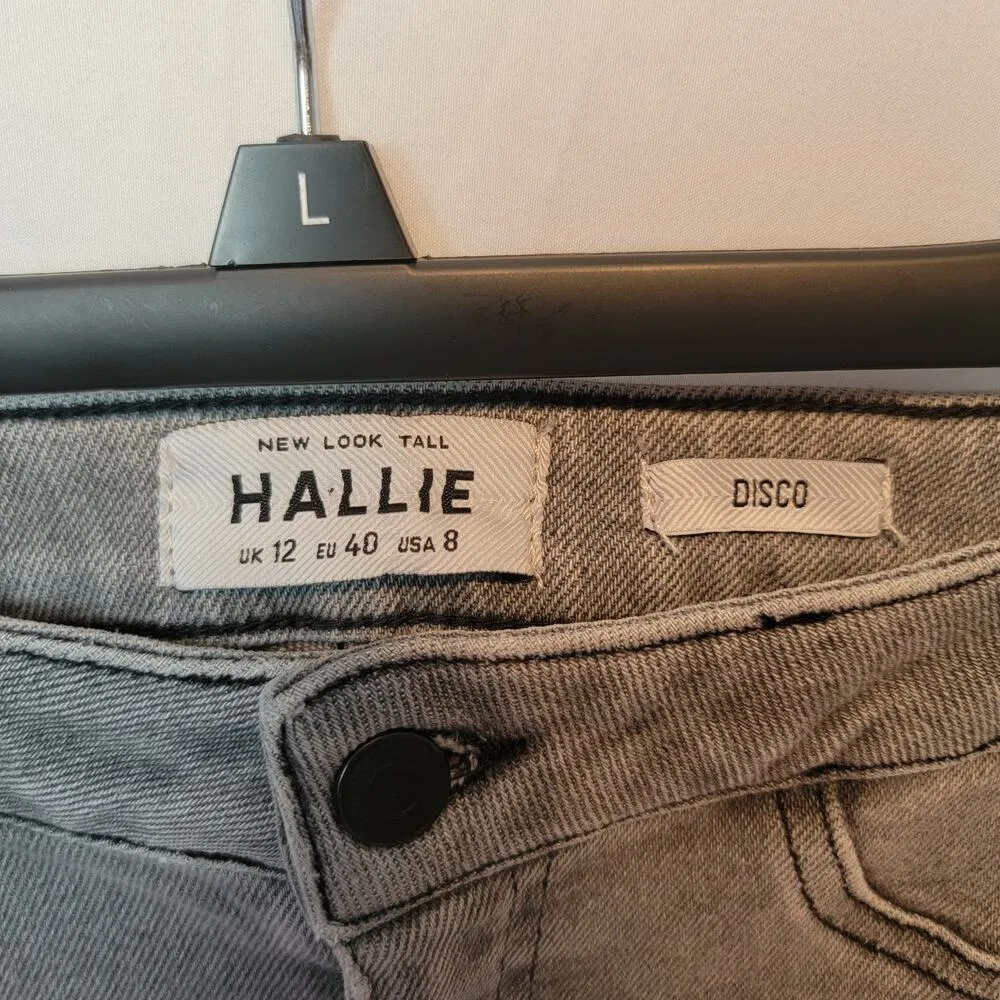 L
NEW LOOK TALL
HALLIE
UK 12 EU 40 USA 8
DISCO